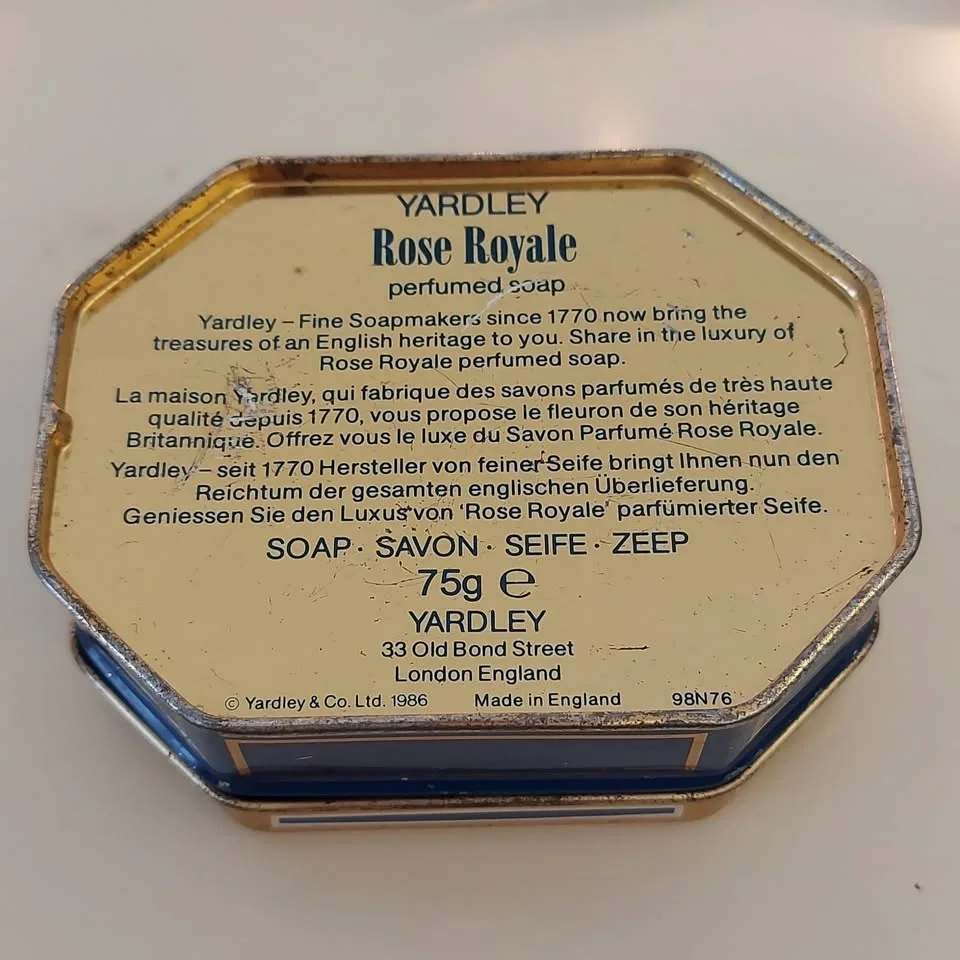 YARDLEY
Rose Royale
perfumed soap
Yardley – Fine Soapmakers since 1770 now bring the
treasures of an English heritage to you. Share in the luxury of
Rose Royale perfumed soap.
La maison Yardley, qui fabrique des savons parfumés de très haute
qualité depuis 1770, vous propose le fleuron de son héritage
Britannique. Offrez vous le luxe du Savon Parfumé Rose Royale.
Yardley – seit 1770 Hersteller von feiner Seife bringt Ihnen nun den
Reichtum der gesamten englischen Überlieferung.
Geniessen Sie den Luxus von 'Rose Royale' parfümierter Seife.
SOAP · SAVON · SEIFE · ZEEP
75g ℮
YARDLEY
33 Old Bond Street
London England
© Yardley & Co. Ltd. 1986 Made in England 98N76